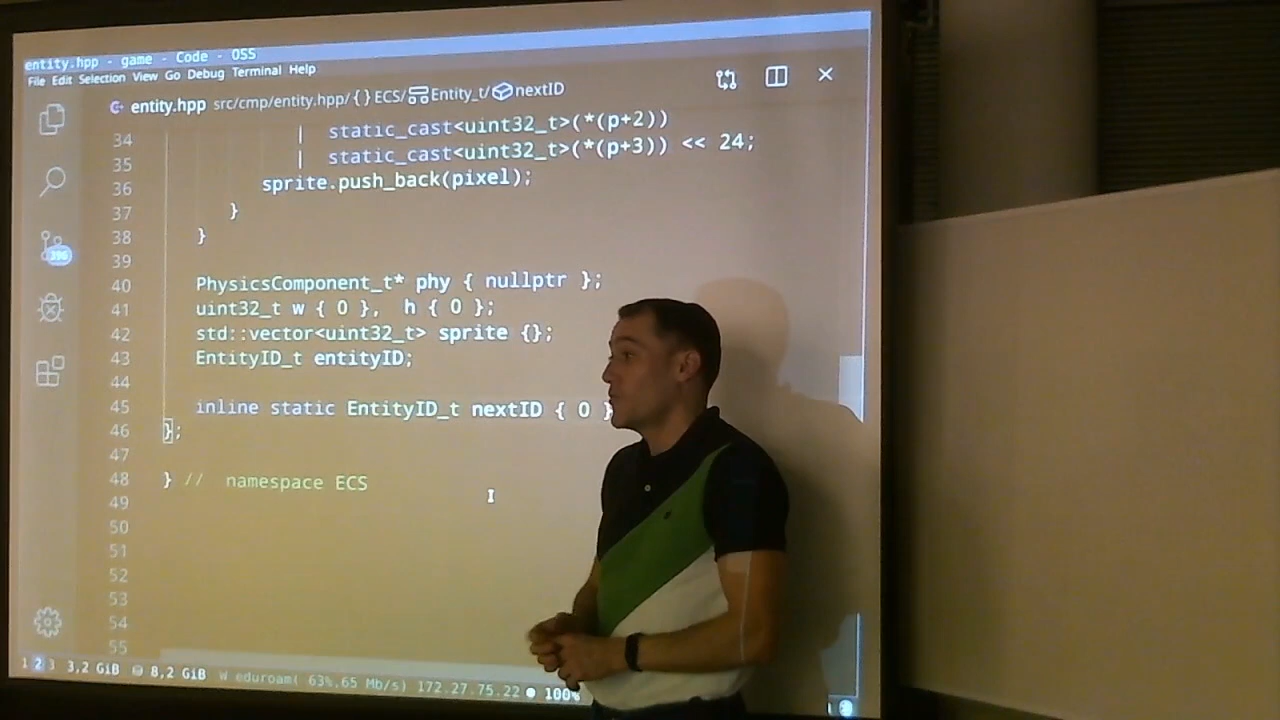 entity.hpp - game - Code - OSS
File Edit Selection View Go Debug Terminal Help
entity.hpp src/cmp/entity.hpp/{}ECS/Entity_t/nextID
34 | static_cast<uint32_t>(*(p+2))
35 | static_cast<uint32_t>(*(p+3)) << 24;
36 sprite.push_back(pixel);
37 }
38 }
39
40 PhysicsComponent_t* phy { nullptr };
41 uint32_t w { 0 }, h { 0 };
42 std::vector<uint32_t> sprite {};
43 EntityID_t entityID;
44
45 inline static EntityID_t nextID { 0 }
46 };
47
48 } // namespace ECS
49
50
51
52
53
54
55
396
1 2 3 3,2 GiB 8,2 GiB W eduroam( 63%,65 Mb/s) 172.27.75.22 100%